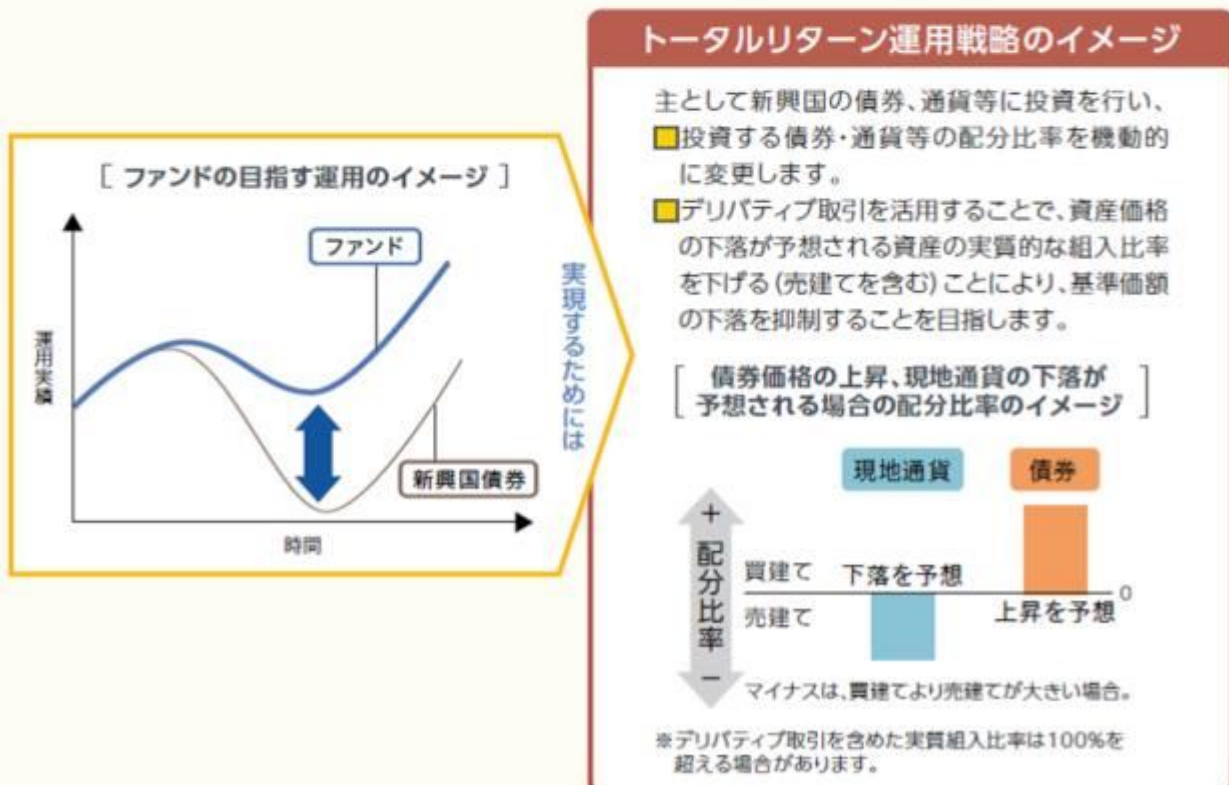 ［ ファンドの目指す運用のイメージ ］
ファンド
運用実績
新興国債券
時間
実現するためには
トータルリターン運用戦略のイメージ
主として新興国の債券、通貨等に投資を行い、
投資する債券・通貨等の配分比率を機動的
に変更します。
デリバティブ取引を活用することで、資産価格
の下落が予想される資産の実質的な組入比率
を下げる（売建てを含む）ことにより、基準価額
の下落を抑制することを目指します。
［ 債券価格の上昇、現地通貨の下落が
予想される場合の配分比率のイメージ ］
現地通貨
債券
＋
配分比率
－
買建て
下落を予想
0
売建て
上昇を予想
マイナスは、買建てより売建てが大きい場合。
※デリバティブ取引を含めた実質組入比率は100%を
超える場合があります。